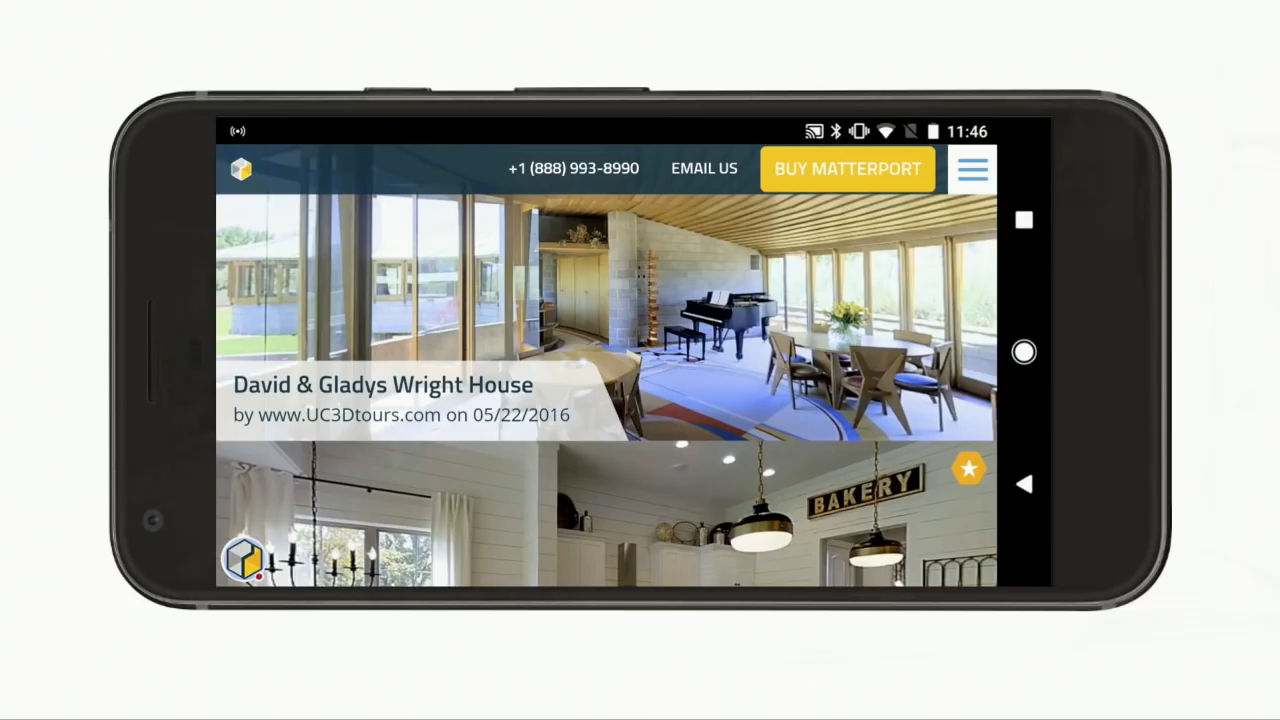 11:46
+1 (888) 993-8990 EMAIL US BUY MATTERPORT
David & Gladys Wright House
by www.UC3Dtours.com on 05/22/2016
BAKERY